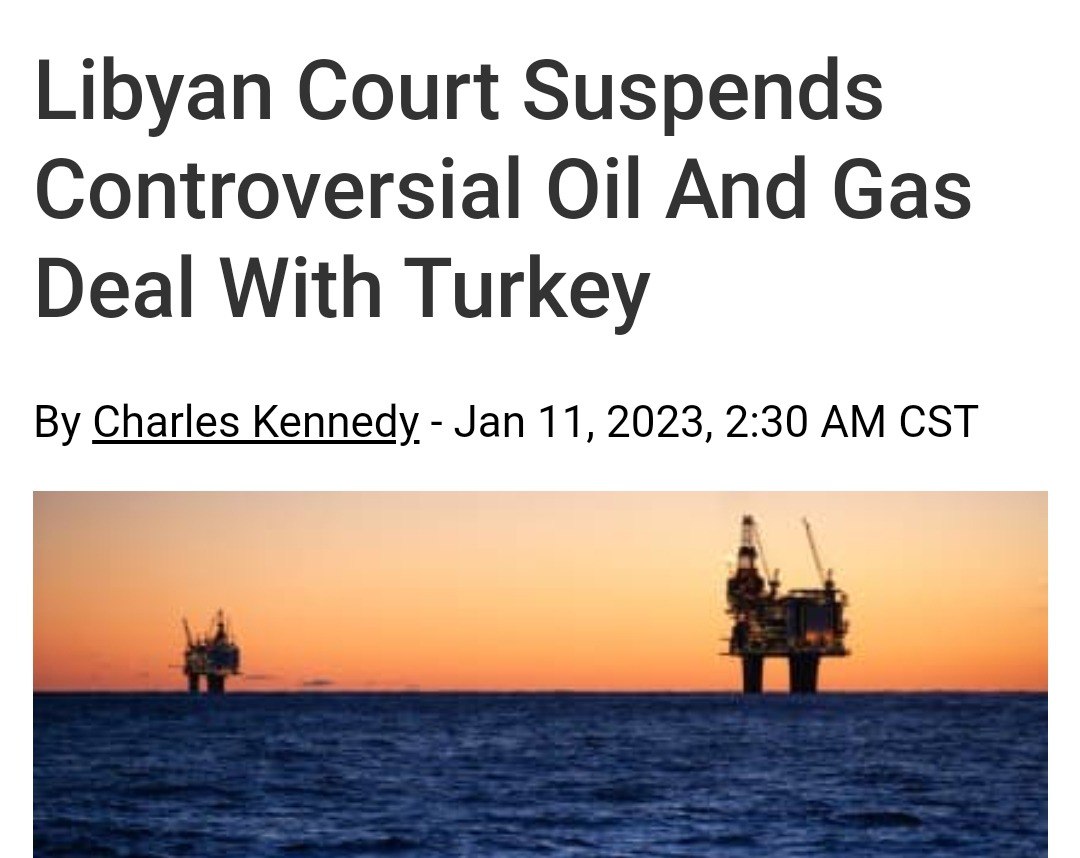 Libyan Court Suspends
Controversial Oil And Gas
Deal With Turkey
By Charles Kennedy - Jan 11, 2023, 2:30 AM CST